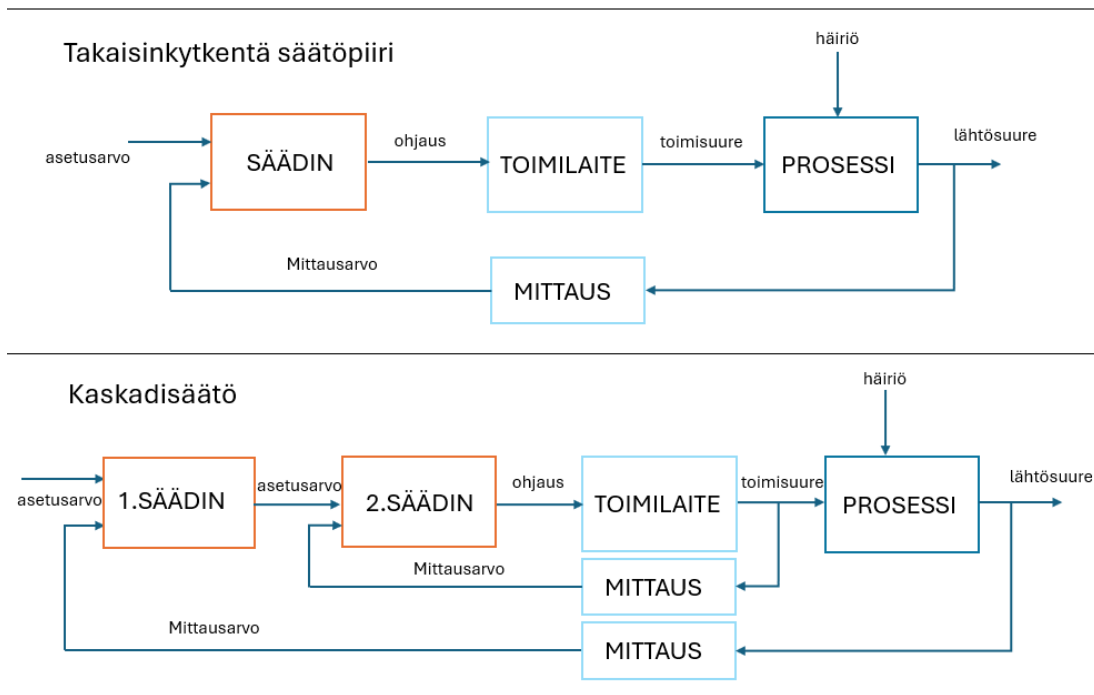 Takaisinkytkentä säätöpiiri
häiriö
asetusarvo
SÄÄDIN
ohjaus
TOIMILAITE
toimisuure
PROSESSI
lähtösuure
Mittausarvo
MITTAUS
Kaskadisäätö
häiriö
asetusarvo
1.SÄÄDIN
asetusarvo
2.SÄÄDIN
ohjaus
TOIMILAITE
toimisuure
PROSESSI
lähtösuure
Mittausarvo
MITTAUS
Mittausarvo
MITTAUS